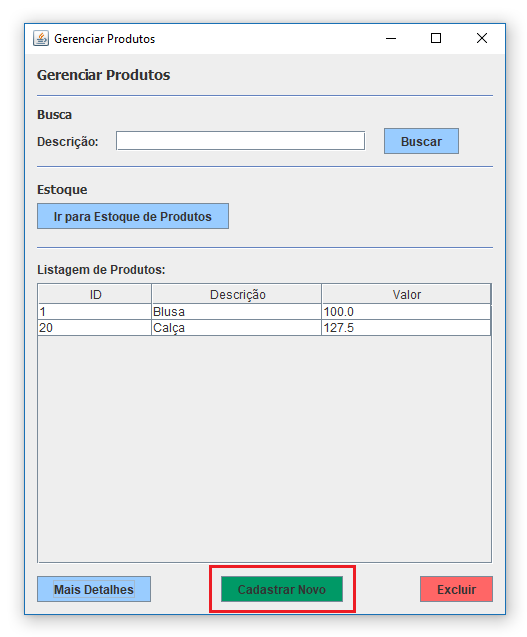 Gerenciar Produtos
Gerenciar Produtos
Busca
Descrição: Buscar
Estoque
Ir para Estoque de Produtos
Listagem de Produtos:
ID Descrição Valor
1 Blusa 100.0
20 Calça 127.5
Mais Detalhes Cadastrar Novo Excluir